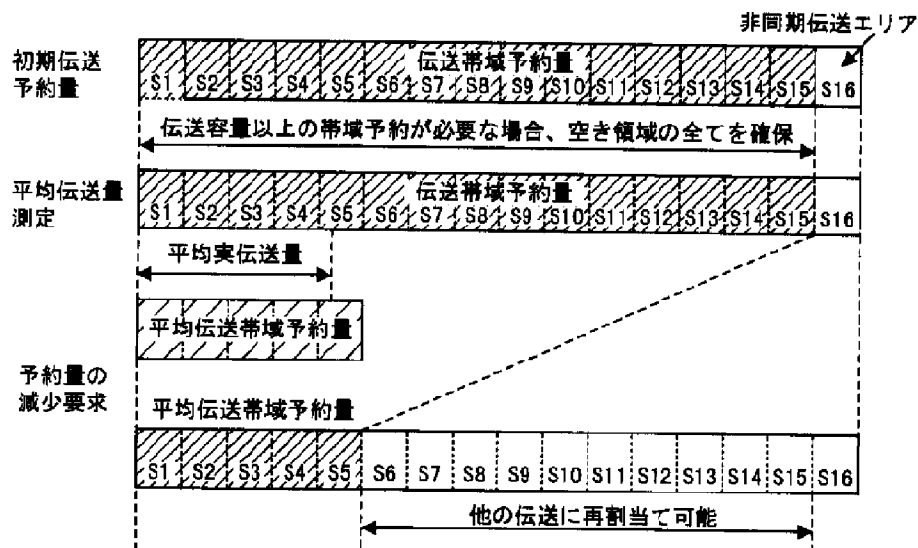 非同期伝送エリア
初期伝送
予約量
伝送帯域予約量
S1 S2 S3 S4 S5 S6 S7 S8 S9 S10 S11 S12 S13 S14 S15 S16
伝送容量以上の帯域予約が必要な場合、空き領域の全てを確保
平均伝送量
測定
伝送帯域予約量
S1 S2 S3 S4 S5 S6 S7 S8 S9 S10 S11 S12 S13 S14 S15 S16
平均実伝送量
平均伝送帯域予約量
予約量の
減少要求
平均伝送帯域予約量
S1 S2 S3 S4 S5 S6 S7 S8 S9 S10 S11 S12 S13 S14 S15 S16
他の伝送に再割当て可能